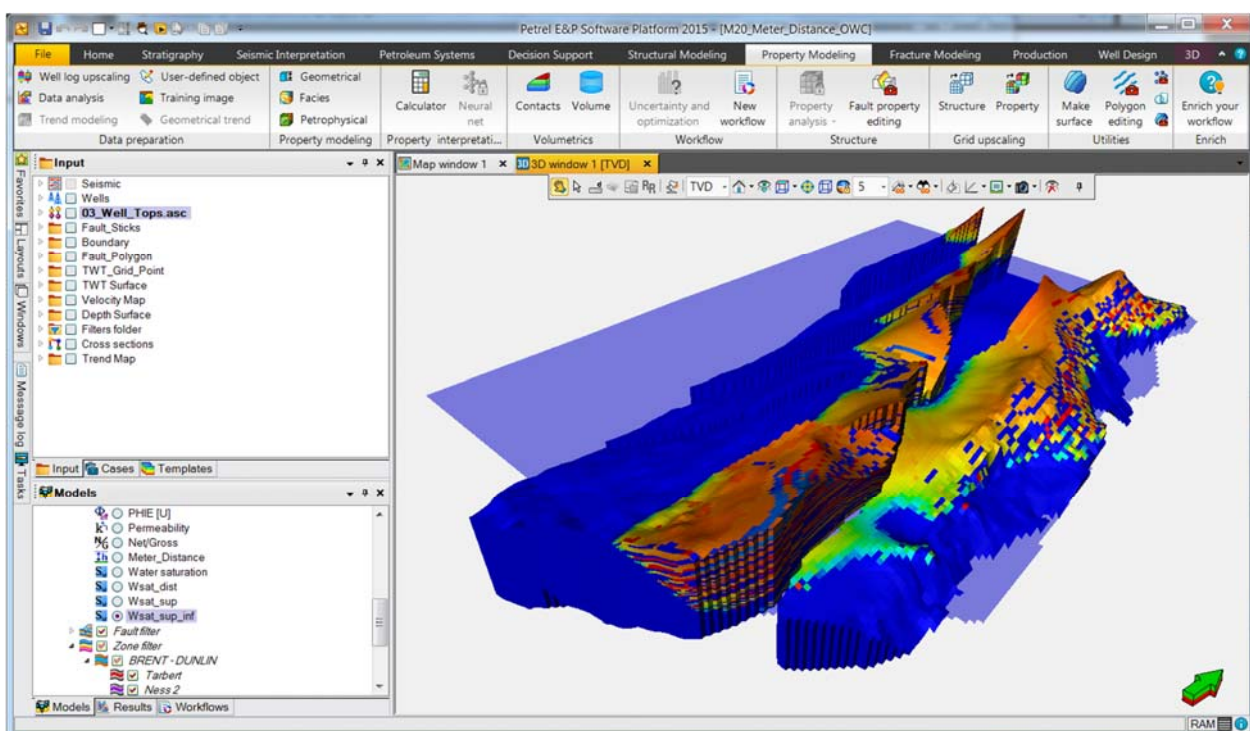 Petrel E&P Software Platform 2015 - [M20_Meter_Distance_OWC]
File Home Stratigraphy Seismic Interpretation Petroleum Systems Decision Support Structural Modeling Property Modeling Fracture Modeling Production Well Design 3D
Well log upscaling User-defined object Geometrical
Data analysis Training image Facies
Trend modeling Geometrical trend Petrophysical
Calculator Neural net Contacts Volume Uncertainty and optimization New workflow Property analysis Fault property editing Structure Property Make surface Polygon editing Enrich your workflow
Data preparation Property modeling Property interpretati... Volumetrics Workflow Structure Grid upscaling Utilities Enrich
Favorites
Layouts
Windows
Message log
Tasks
Input
Seismic
Wells
03_Well_Tops.asc
Fault_Sticks
Boundary
Fault_Polygon
TWT_Grid_Point
TWT Surface
Velocity Map
Depth Surface
Filters folder
Cross sections
Trend Map
Input Cases Templates
Models
PHIE [U]
Permeability
Net/Gross
Meter_Distance
Water saturation
Wsat_dist
Wsat_sup
Wsat_sup_inf
Fault filter
Zone filter
BRENT - DUNLIN
Tarbert
Ness 2
Models Results Workflows
Map window 1 3D 3D window 1 [TVD]
TVD 5
RAM